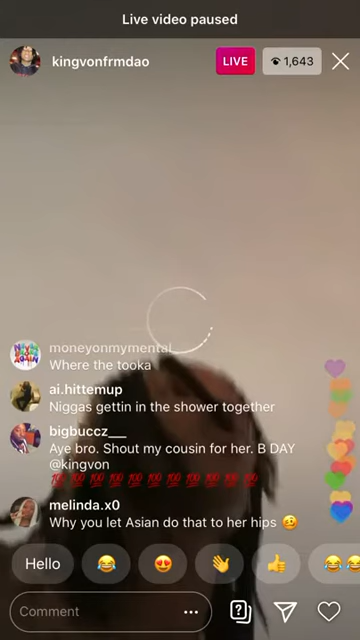 Live video paused
kingvonfrmdao
LIVE
1,643
moneyonmymental
Where the tooka
ai.hittemup
Niggas gettin in the shower together
bigbuccz___
Aye bro. Shout my cousin for her. B DAY
@kingvon
💯💯💯💯💯💯💯💯💯💯💯💯💯
melinda.x0
Why you let Asian do that to her hips 🥴
Hello
Comment